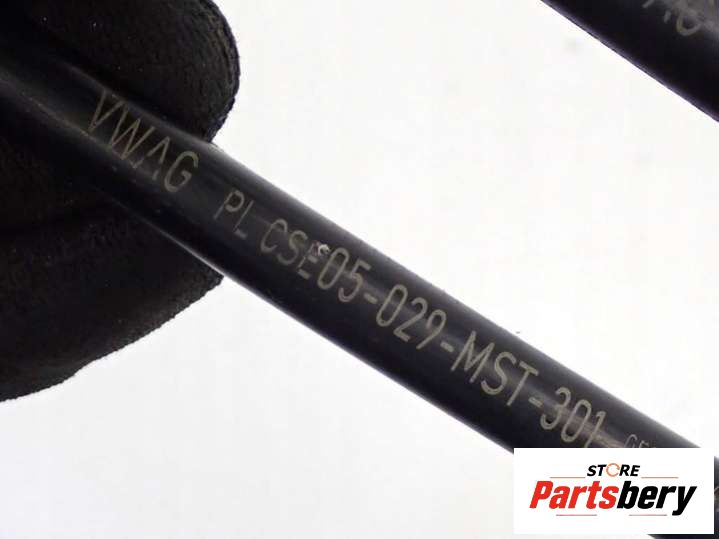 VWAG PL CSE05-029-MST-301
STORE
Partsbery